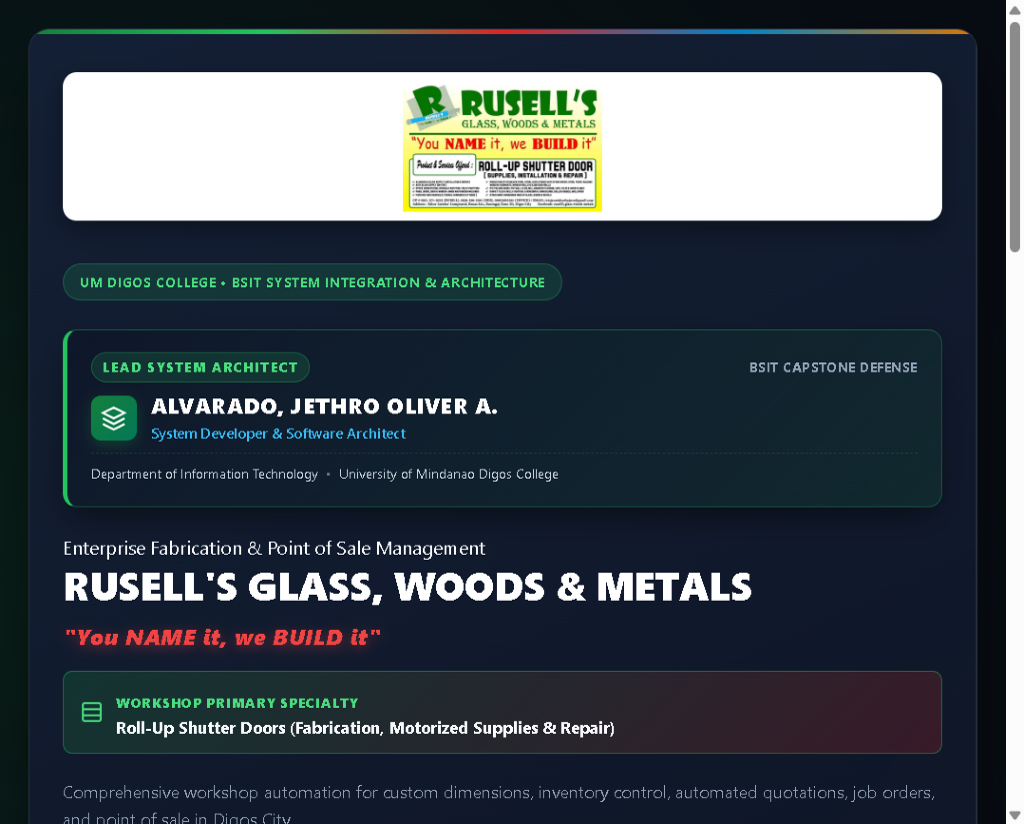 RUSELL'S
GLASS, WOODS & METALS
"You NAME it, we BUILD it"
Product & Services Offered :
ROLL-UP SHUTTER DOOR
( SUPPLIES, INSTALLATION & REPAIR )
UM DIGOS COLLEGE • BSIT SYSTEM INTEGRATION & ARCHITECTURE
LEAD SYSTEM ARCHITECT
BSIT CAPSTONE DEFENSE
ALVARADO, JETHRO OLIVER A.
System Developer & Software Architect
Department of Information Technology • University of Mindanao Digos College
Enterprise Fabrication & Point of Sale Management
RUSELL'S GLASS, WOODS & METALS
"You NAME it, we BUILD it"
WORKSHOP PRIMARY SPECIALTY
Roll-Up Shutter Doors (Fabrication, Motorized Supplies & Repair)
Comprehensive workshop automation for custom dimensions, inventory control, automated quotations, job orders,
and point of sale in Digos City